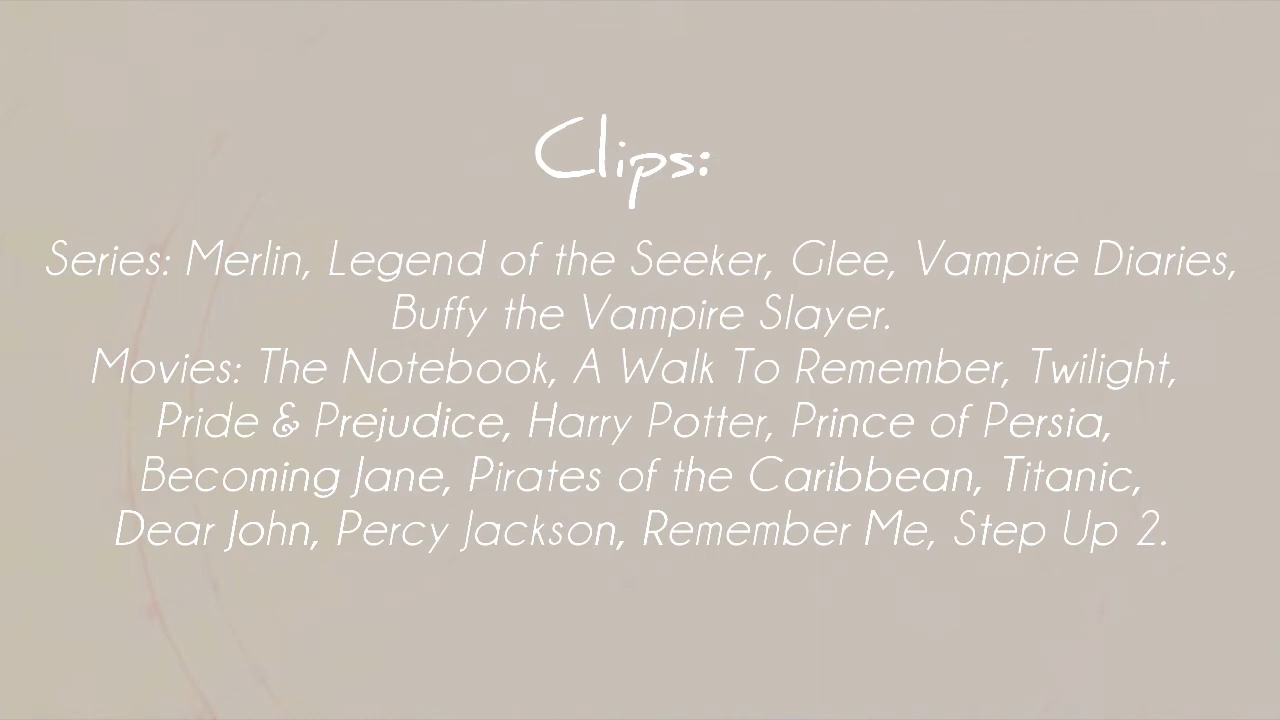 Clips:
Series: Merlin, Legend of the Seeker, Glee, Vampire Diaries,
Buffy the Vampire Slayer.
Movies: The Notebook, A Walk To Remember, Twilight,
Pride & Prejudice, Harry Potter, Prince of Persia,
Becoming Jane, Pirates of the Caribbean, Titanic,
Dear John, Percy Jackson, Remember Me, Step Up 2.